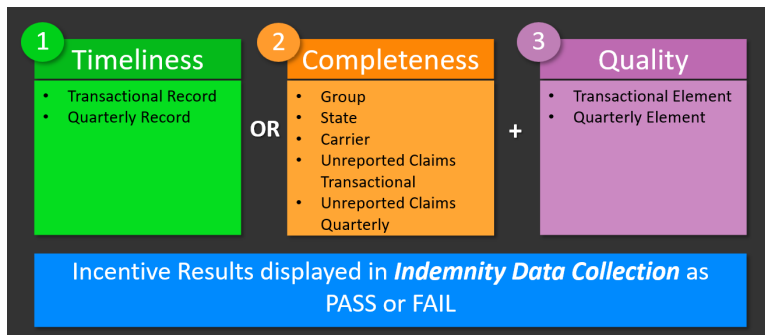 1
Timeliness
• Transactional Record
• Quarterly Record
OR
2
Completeness
• Group
• State
• Carrier
• Unreported Claims
Transactional
• Unreported Claims
Quarterly
+
3
Quality
• Transactional Element
• Quarterly Element
Incentive Results displayed in Indemnity Data Collection as
PASS or FAIL